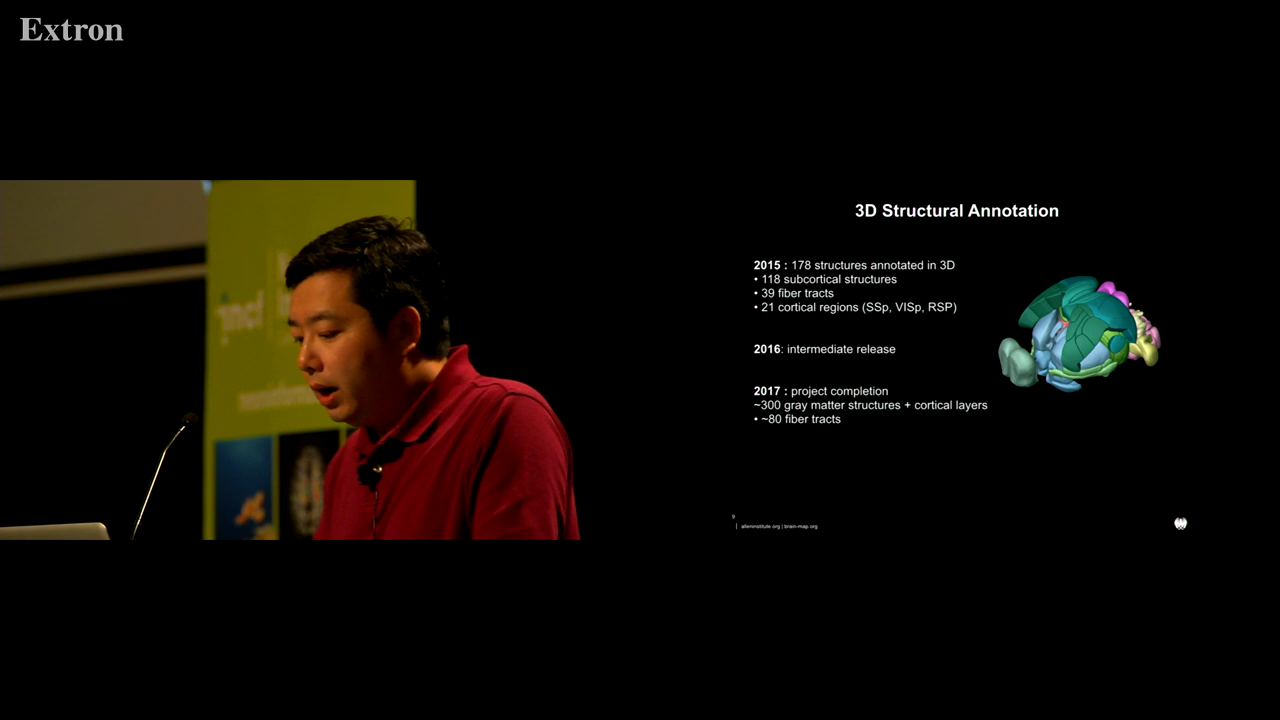 Extron
incf
3D Structural Annotation
2015 : 178 structures annotated in 3D
• 118 subcortical structures
• 39 fiber tracts
• 21 cortical regions (SSp, VISp, RSP)
2016: intermediate release
2017 : project completion
~300 gray matter structures + cortical layers
• ~80 fiber tracts
9
alleninstitute.org | brain-map.org